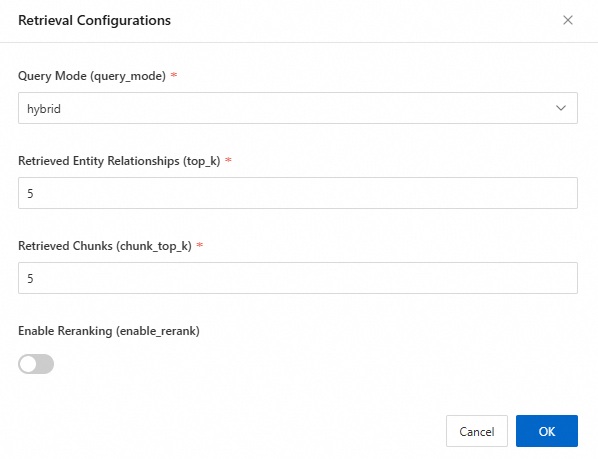 Retrieval Configurations
Query Mode (query_mode) *
hybrid
Retrieved Entity Relationships (top_k) *
5
Retrieved Chunks (chunk_top_k) *
5
Enable Reranking (enable_rerank)
Cancel OK